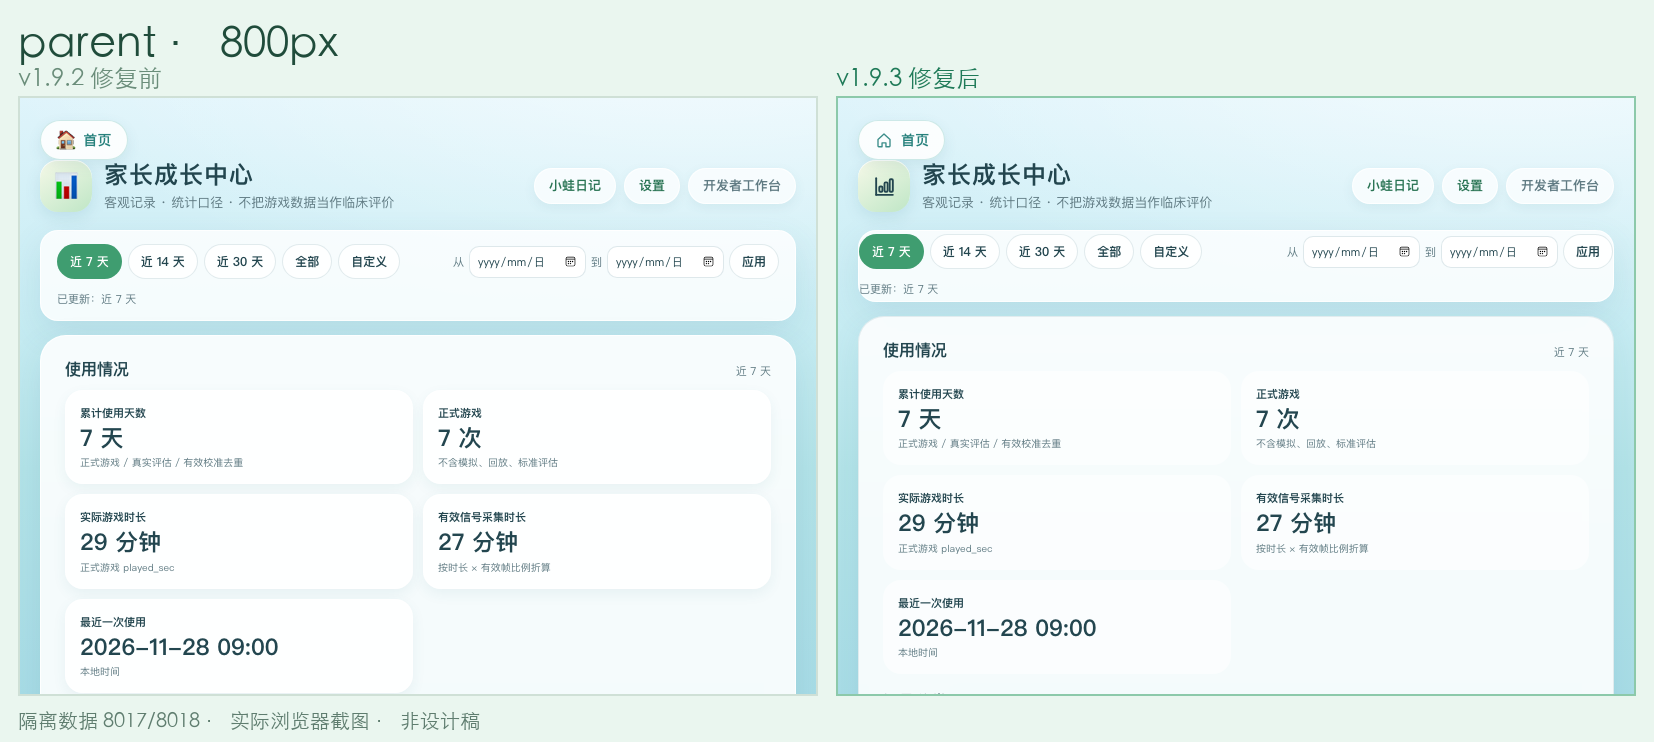 parent · 800px
v1.9.2 修复前
首页
家长成长中心
客观记录 · 统计口径 · 不把游戏数据当作临床评价
小蛙日记 设置 开发者工作台
近 7 天 近 14 天 近 30 天 全部 自定义 从 yyyy/mm/日 到 yyyy/mm/日 应用
已更新：近 7 天
使用情况 近 7 天
累计使用天数
7 天
正式游戏 / 真实评估 / 有效校准去重
正式游戏
7 次
不含模拟、回放、标准评估
实际游戏时长
29 分钟
正式游戏 played_sec
有效信号采集时长
27 分钟
按时长 × 有效帧比例折算
最近一次使用
2026-11-28 09:00
本地时间
v1.9.3 修复后
首页
家长成长中心
客观记录 · 统计口径 · 不把游戏数据当作临床评价
小蛙日记 设置 开发者工作台
近 7 天 近 14 天 近 30 天 全部 自定义 从 yyyy/mm/日 到 yyyy/mm/日 应用
已更新：近 7 天
使用情况 近 7 天
累计使用天数
7 天
正式游戏 / 真实评估 / 有效校准去重
正式游戏
7 次
不含模拟、回放、标准评估
实际游戏时长
29 分钟
正式游戏 played_sec
有效信号采集时长
27 分钟
按时长 × 有效帧比例折算
最近一次使用
2026-11-28 09:00
本地时间
隔离数据 8017/8018 · 实际浏览器截图 · 非设计稿